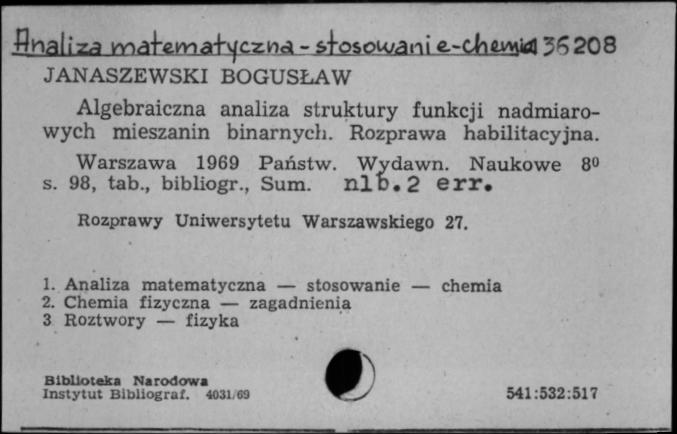 Analiza matematyczna - stosowanie - chemia 36208
JANASZEWSKI BOGUSŁAW
Algebraiczna analiza struktury funkcji nadmiaro-
wych mieszanin binarnych. Rozprawa habilitacyjna.
Warszawa 1969 Państw. Wydawn. Naukowe 8⁰
s. 98, tab., bibliogr., Sum. nlb. 2 err.
Rozprawy Uniwersytetu Warszawskiego 27.
1. Analiza matematyczna — stosowanie — chemia
2. Chemia fizyczna — zagadnienia
3 Roztwory — fizyka
Biblioteka Narodowa
Instytut Bibliograf. 4031/69
541:532:517